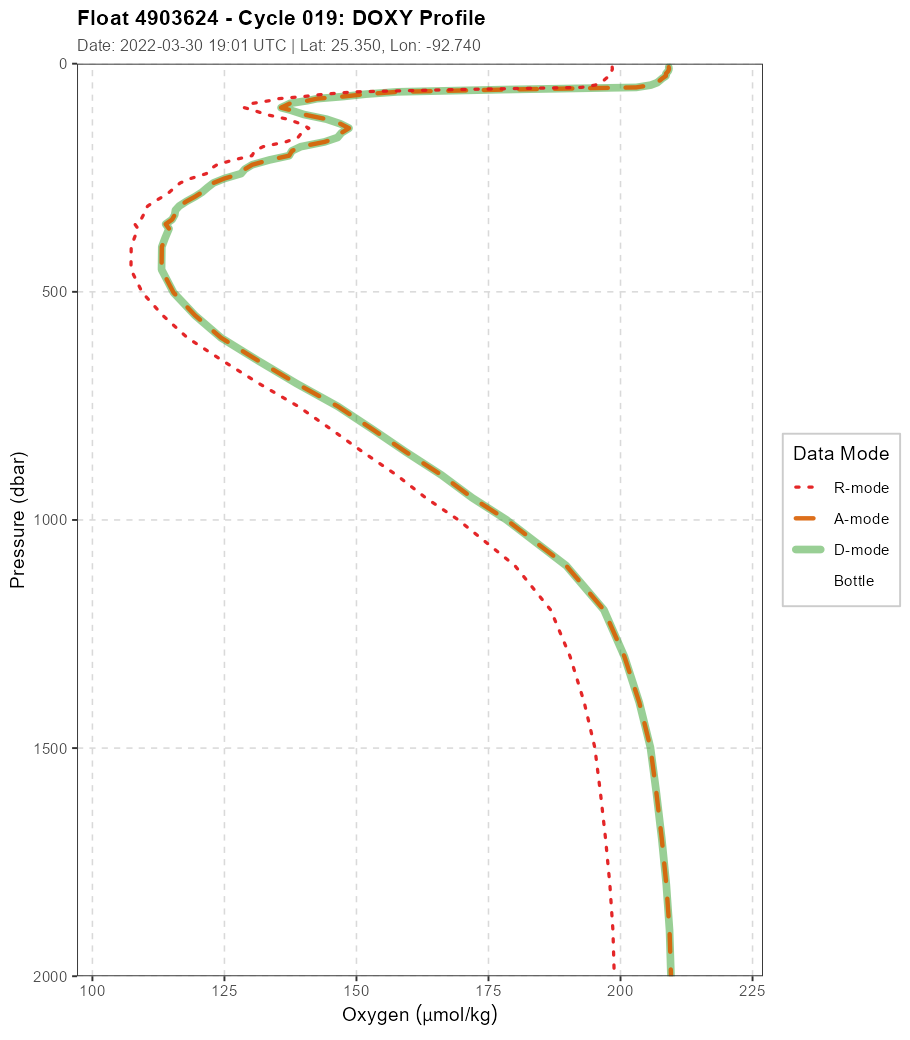 Float 4903624 - Cycle 019: DOXY Profile
Date: 2022-03-30 19:01 UTC | Lat: 25.350, Lon: -92.740
0
500
1000
1500
2000
Pressure (dbar)
100 125 150 175 200 225
Oxygen (μmol/kg)
Data Mode
R-mode
A-mode
D-mode
Bottle